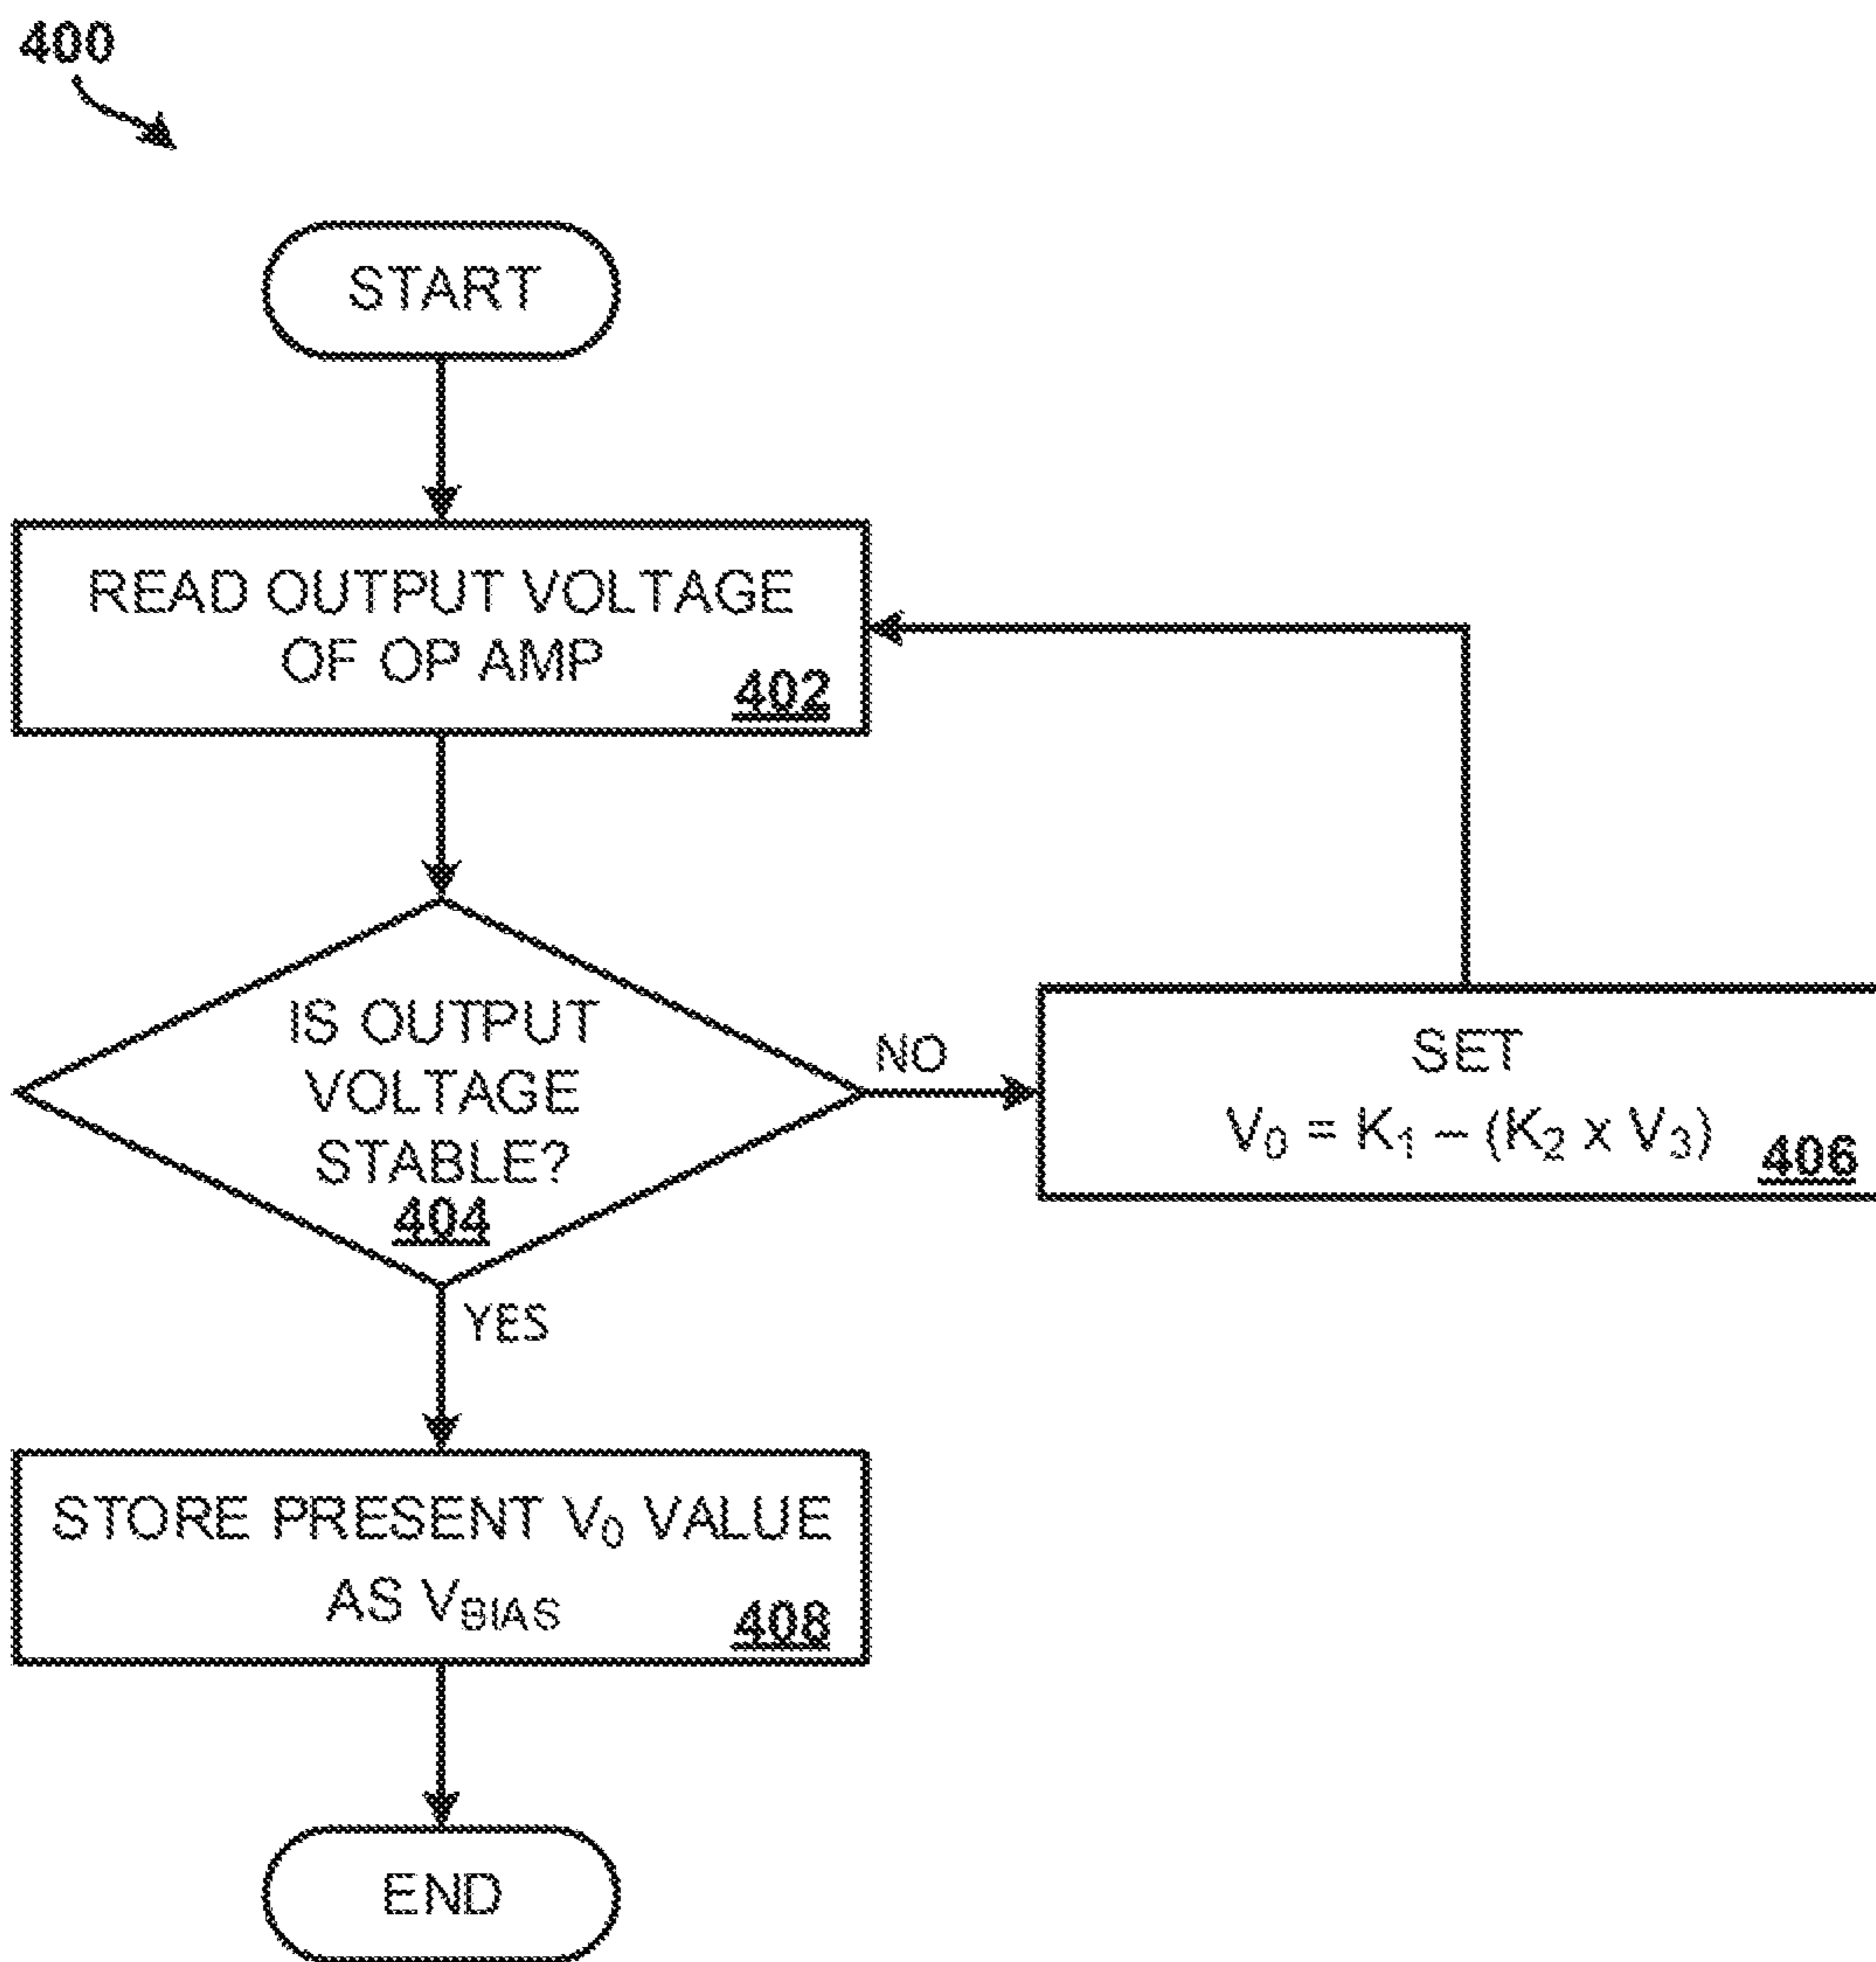 400
START
READ OUTPUT VOLTAGE
OF OP AMP
402
IS OUTPUT
VOLTAGE
STABLE?
404
NO
SET
V₀ = K₁ – (K₂ x V₃)
406
YES
STORE PRESENT V₀ VALUE
AS V_BIAS
408
END